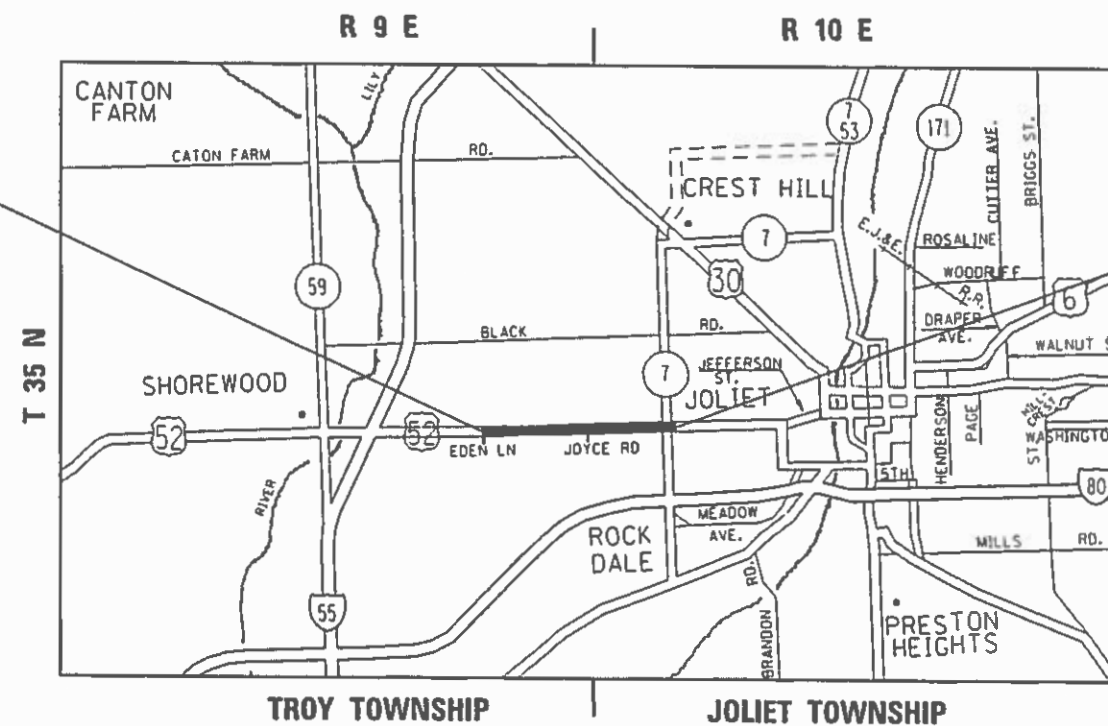 R 9 E
R 10 E
CANTON
FARM
LILY
7
53
171
CUTTER AVE.
BRIGGS ST.
CATON FARM
RD.
CREST HILL
E.J.&E.
R.R.
ROSALINE
7
WOODRUFF
59
30
6
DRAPER
AVE.
BLACK
RD.
WALNUT S
T 35 N
7
JEFFERSON
ST.
SHOREWOOD
JOLIET
HENDERSON
PAGE
HILL
CREST
ST
WASHINGTO
52
52
EDEN LN
JOYCE RD
5TH
80
RIVER
MEADOW
AVE.
ROCK
DALE
MILLS
RD.
RD.
BRANDON
55
PRESTON
HEIGHTS
TROY TOWNSHIP
JOLIET TOWNSHIP